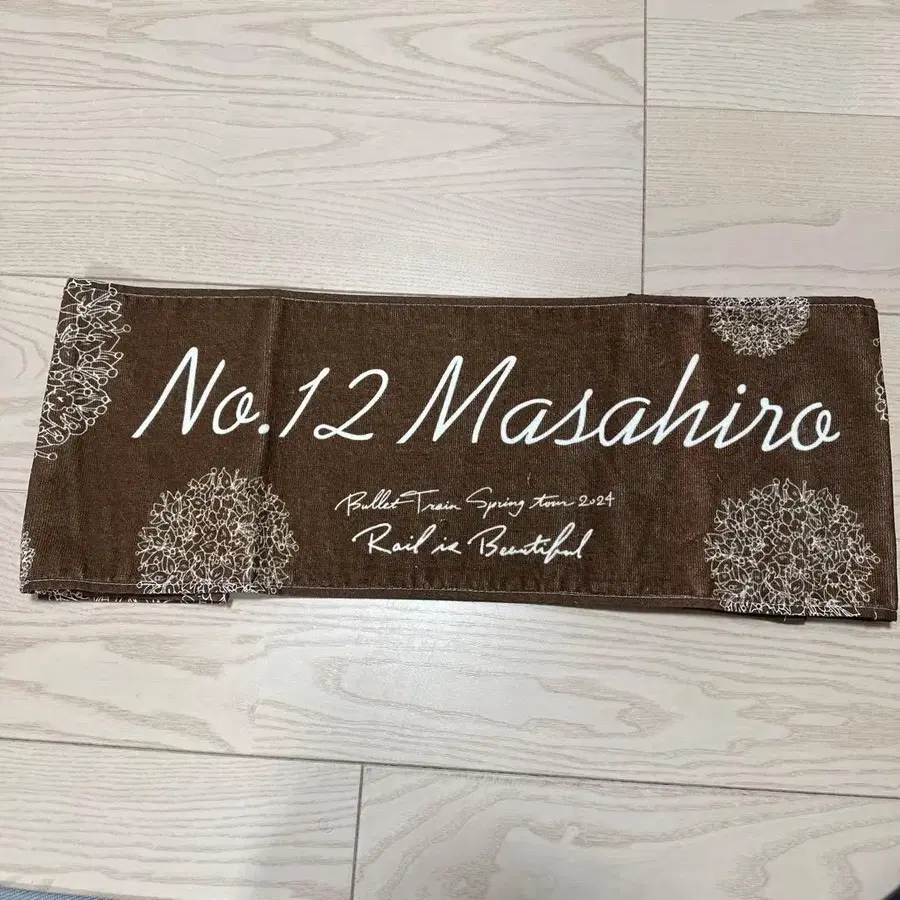 No.12 Masahiro
Bullet Train Spring tour 2024
Rail is Beautiful